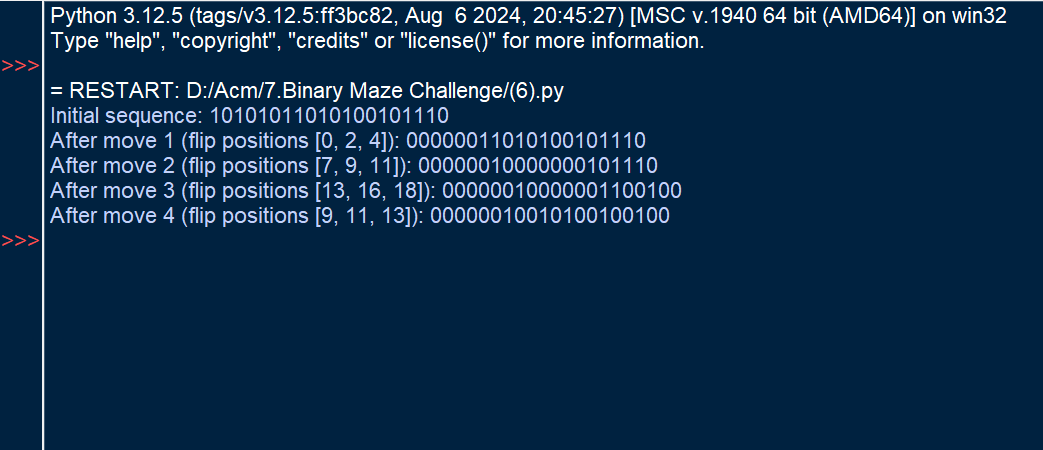 Python 3.12.5 (tags/v3.12.5:ff3bc82, Aug  6 2024, 20:45:27) [MSC v.1940 64 bit (AMD64)] on win32
Type "help", "copyright", "credits" or "license()" for more information.
>>>
= RESTART: D:/Acm/7.Binary Maze Challenge/(6).py
Initial sequence: 10101011010100101110
After move 1 (flip positions [0, 2, 4]): 00000011010100101110
After move 2 (flip positions [7, 9, 11]): 00000010000000101110
After move 3 (flip positions [13, 16, 18]): 00000010000001100100
After move 4 (flip positions [9, 11, 13]): 00000010010100100100
>>>